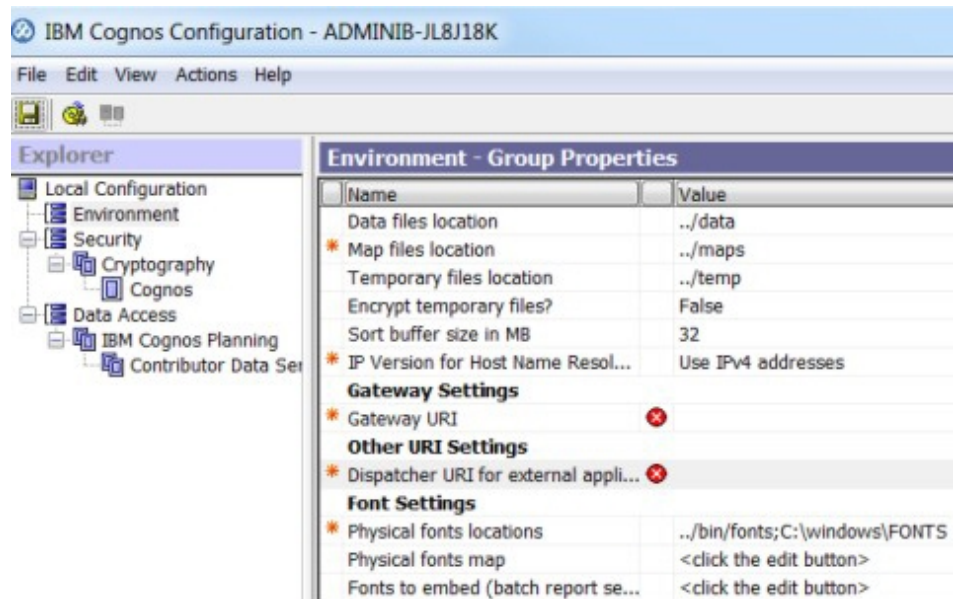 IBM Cognos Configuration - ADMINIB-JL8J18K
File Edit View Actions Help
Explorer
Local Configuration
Environment
Security
Cryptography
Cognos
Data Access
IBM Cognos Planning
Contributor Data Ser
Environment - Group Properties
Name Value
Data files location ../data
* Map files location ../maps
Temporary files location ../temp
Encrypt temporary files? False
Sort buffer size in MB 32
* IP Version for Host Name Resol... Use IPv4 addresses
Gateway Settings
* Gateway URI
Other URI Settings
* Dispatcher URI for external appli...
Font Settings
* Physical fonts locations ../bin/fonts;C:\windows\FONTS
Physical fonts map <click the edit button>
Fonts to embed (batch report se... <click the edit button>